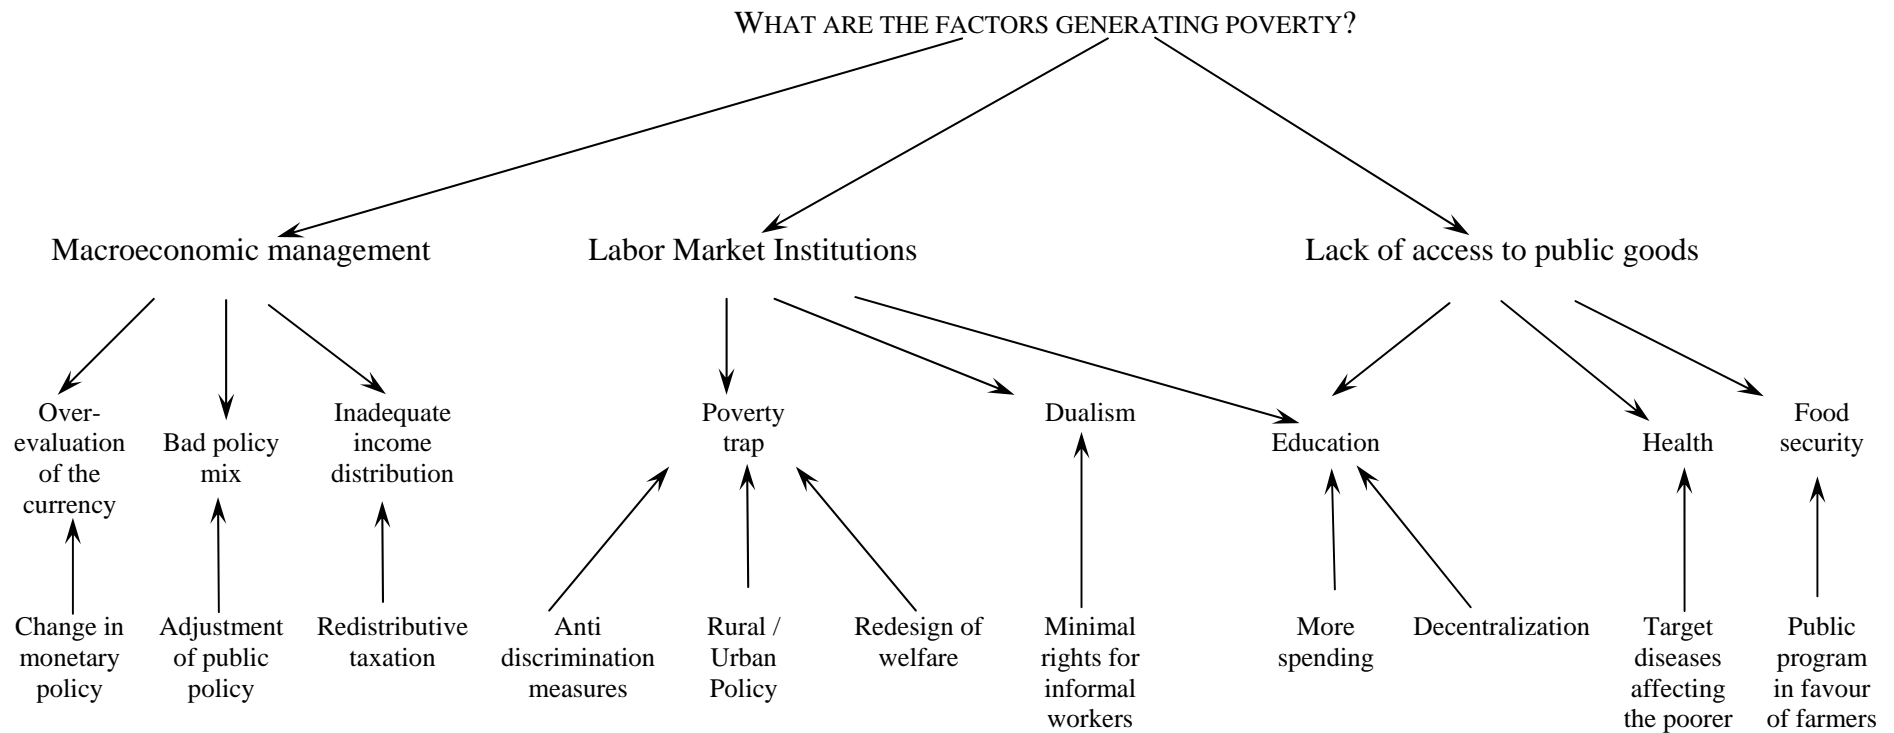 WHAT ARE THE FACTORS GENERATING POVERTY?
Macroeconomic management
Labor Market Institutions
Lack of access to public goods
Over-
evaluation
of the
currency
Bad policy
mix
Inadequate
income
distribution
Poverty
trap
Dualism
Education
Health
Food
security
Change in
monetary
policy
Adjustment
of public
policy
Redistributive
taxation
Anti
discrimination
measures
Rural /
Urban
Policy
Redesign of
welfare
Minimal
rights for
informal
workers
More
spending
Decentralization
Target
diseases
affecting
the poorer
Public
program
in favour
of farmers